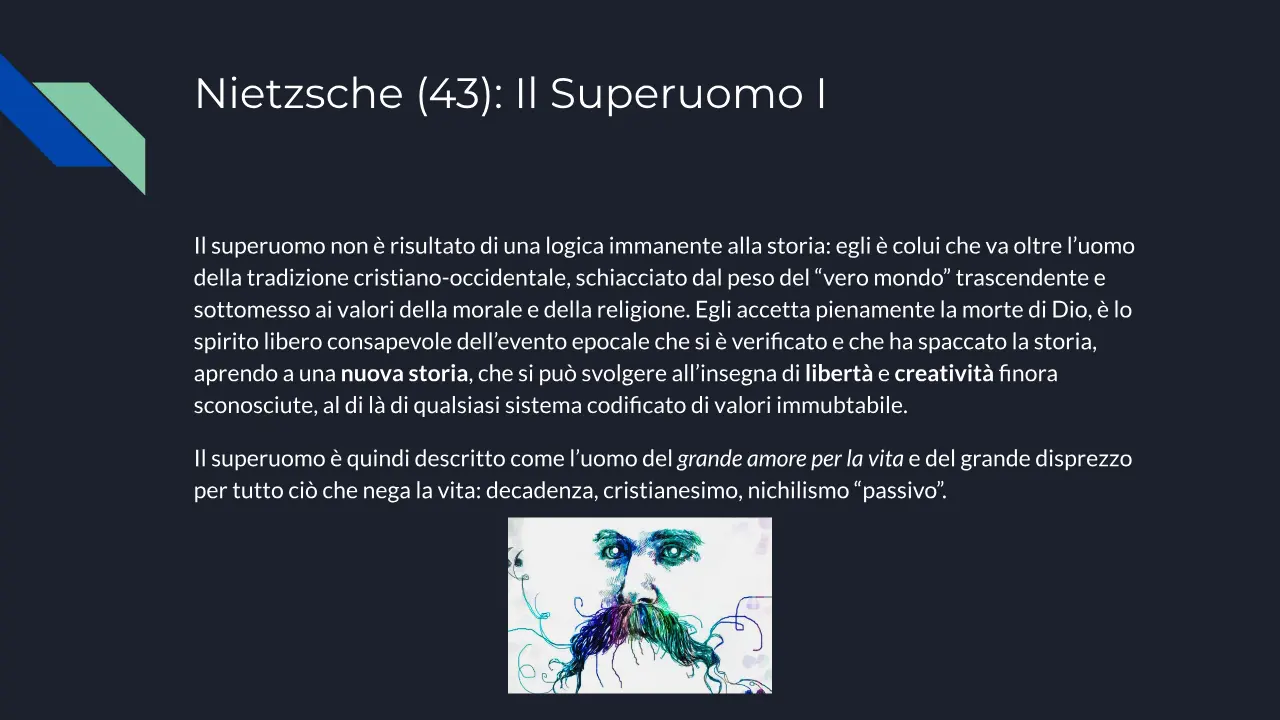 Nietzsche (43): Il Superuomo I
Il superuomo non è risultato di una logica immanente alla storia: egli è colui che va oltre l’uomo
della tradizione cristiano-occidentale, schiacciato dal peso del “vero mondo” trascendente e
sottomesso ai valori della morale e della religione. Egli accetta pienamente la morte di Dio, è lo
spirito libero consapevole dell’evento epocale che si è verificato e che ha spaccato la storia,
aprendo a una nuova storia, che si può svolgere all’insegna di libertà e creatività finora
sconosciute, al di là di qualsiasi sistema codificato di valori immubtabile.
Il superuomo è quindi descritto come l’uomo del grande amore per la vita e del grande disprezzo
per tutto ciò che nega la vita: decadenza, cristianesimo, nichilismo “passivo”.